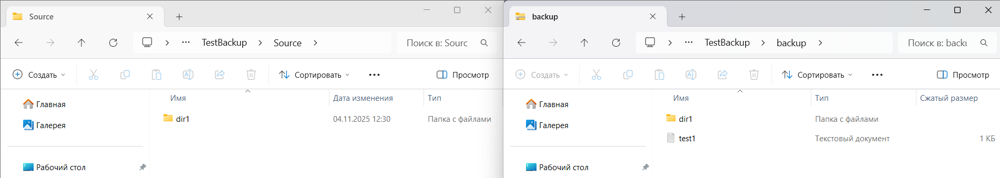 Source
TestBackup Source
Поиск в: Sourc
Создать Сортировать Просмотр
Имя Дата изменения Тип
Главная
dir1 04.11.2025 12:30 Папка с файлами
Галерея
Рабочий стол
backup
TestBackup backup
Поиск в: backu
Создать Сортировать Просмотр
Имя Тип Сжатый размер
Главная
dir1 Папка с файлами
Галерея
test1 Текстовый документ 1 КБ
Рабочий стол